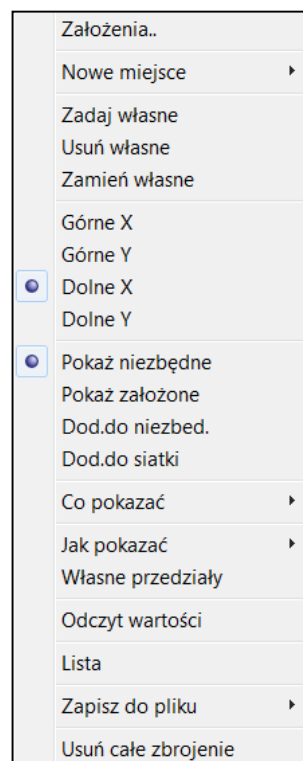 Założenia..
Nowe miejsce
Zadaj własne
Usuń własne
Zamień własne
Górne X
Górne Y
Dolne X
Dolne Y
Pokaż niezbędne
Pokaż założone
Dod.do niezbed.
Dod.do siatki
Co pokazać
Jak pokazać
Własne przedziały
Odczyt wartości
Lista
Zapisz do pliku
Usuń całe zbrojenie